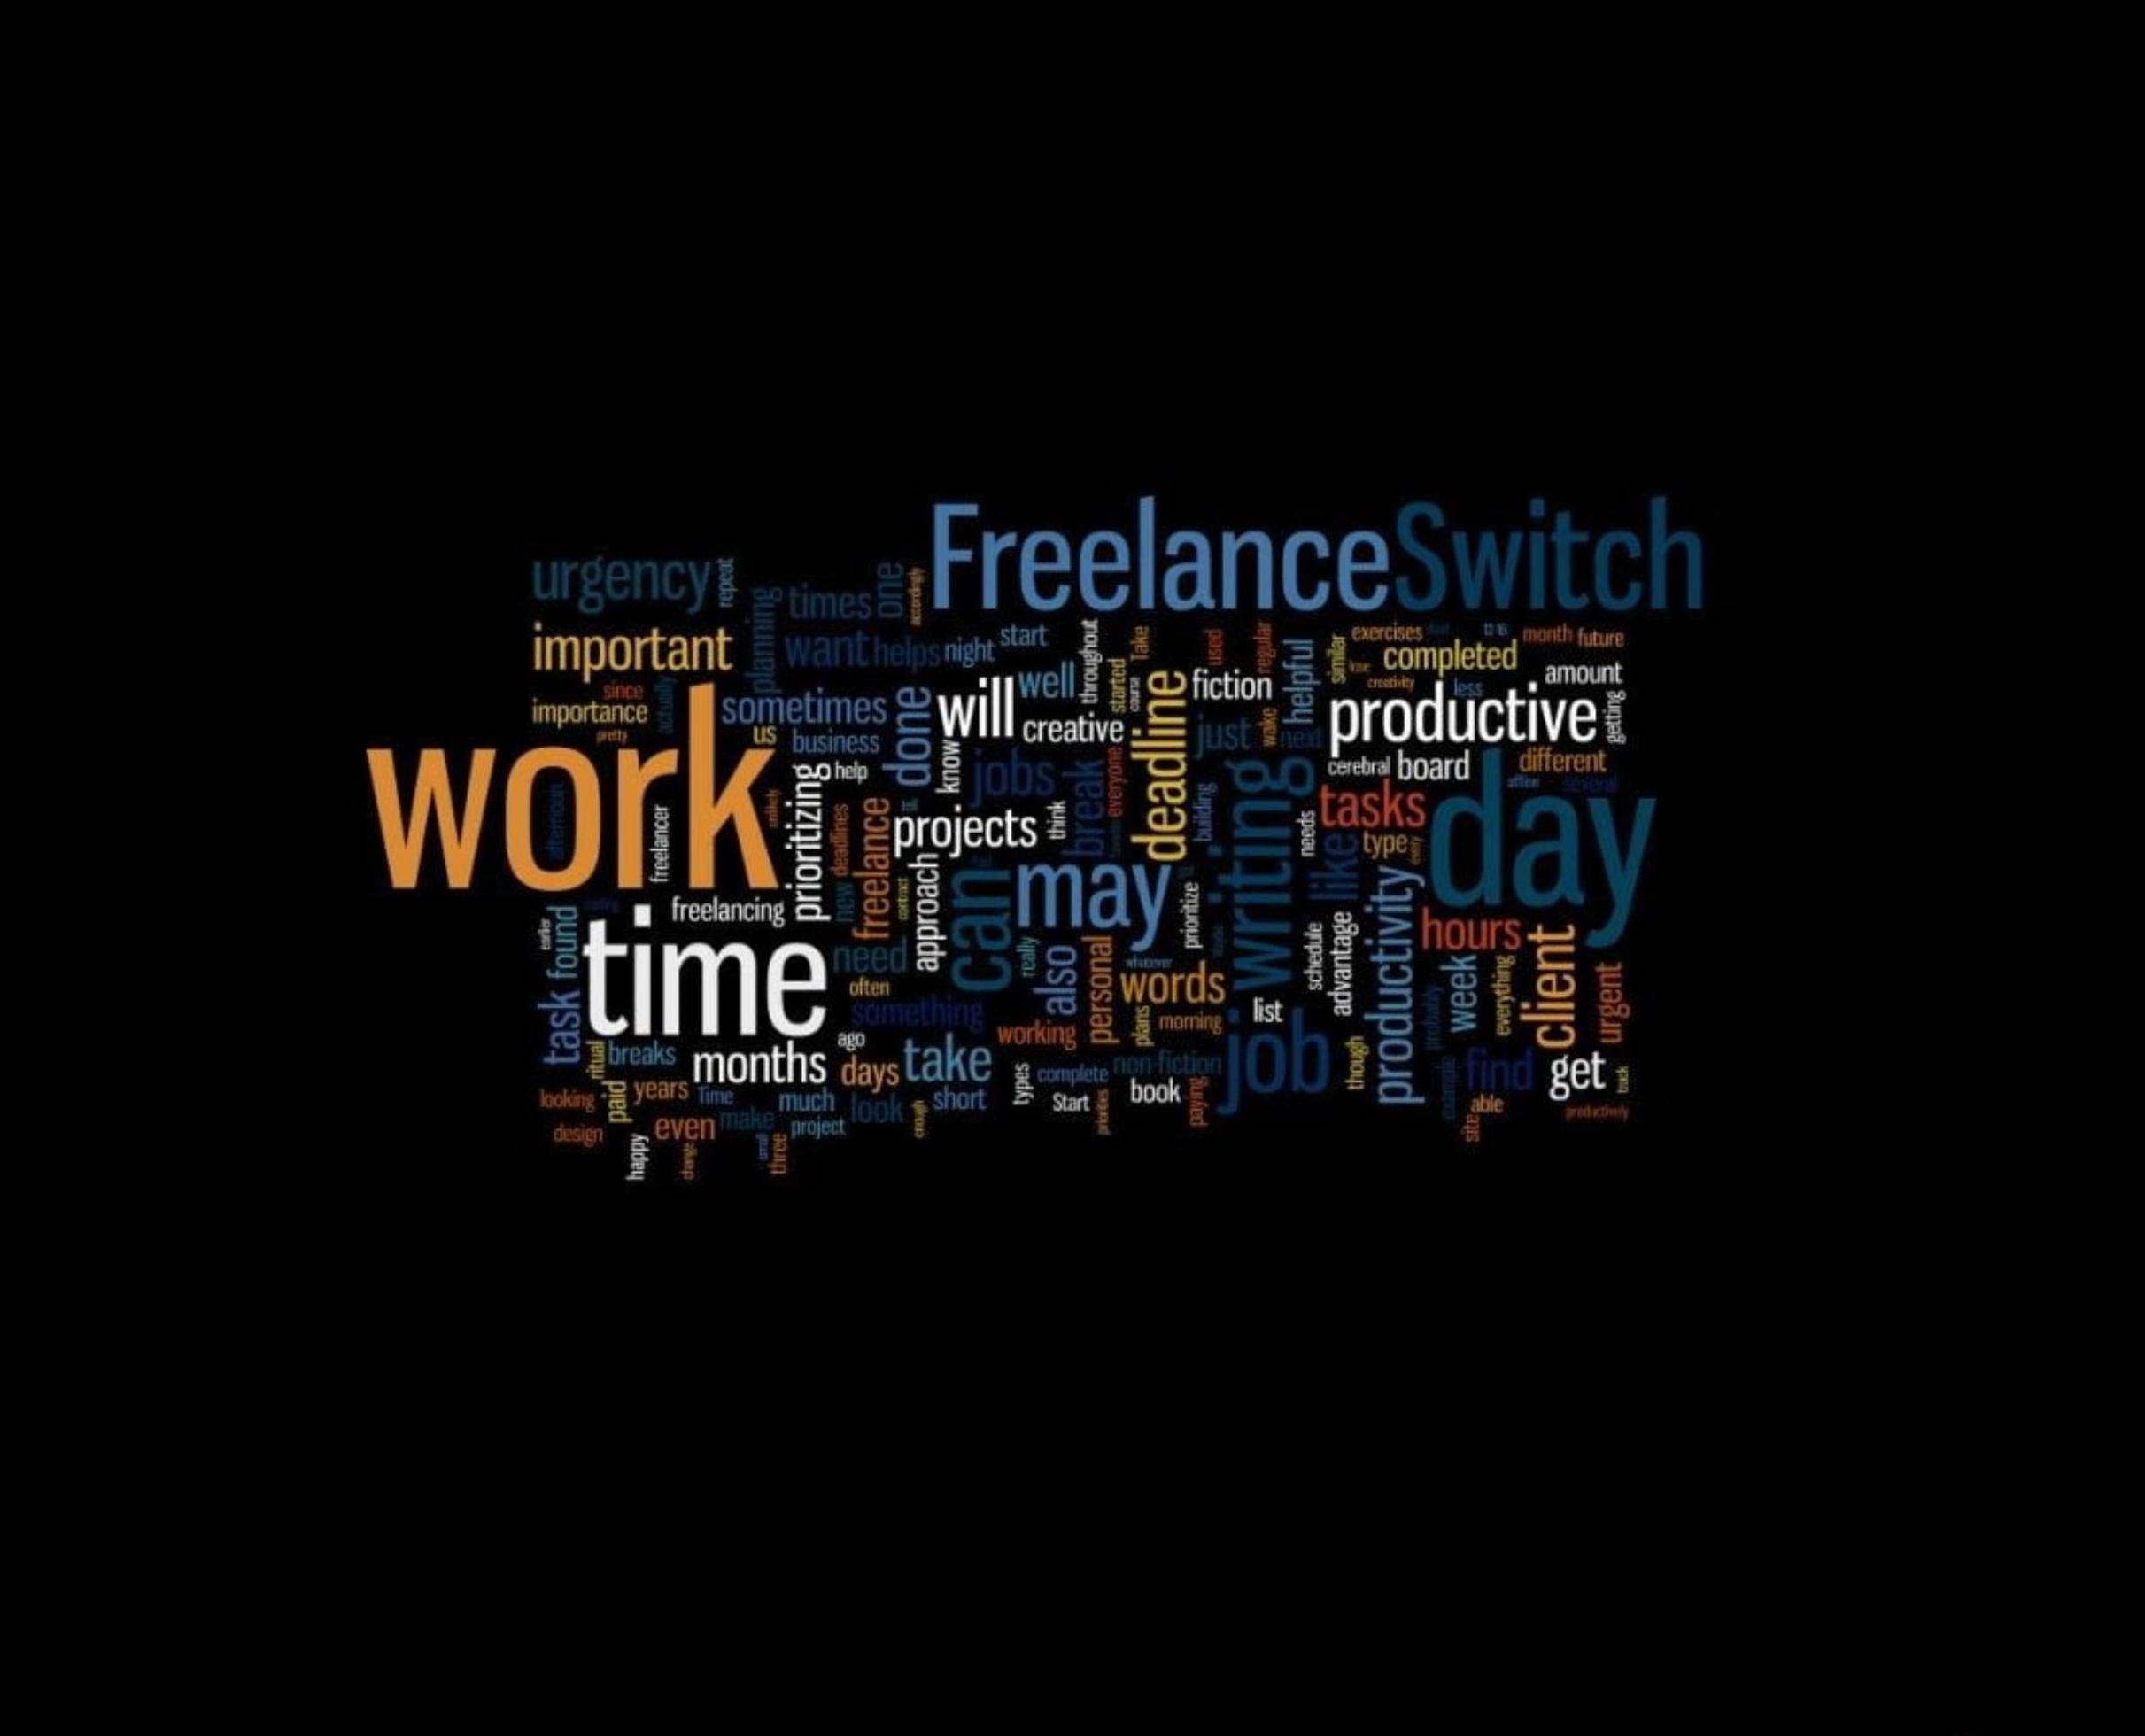 FreelanceSwitch
urgency
repeat
planning
times
one
accordingly
important
want
helps
night
start
throughout
Take
used
regular
helpful
similar
exercises
month
future
completed
amount
since
importance
actually
pretty
sometimes
us
business
done
will
well
creative
started
course
deadline
fiction
just
wake
next
creativity
less
productive
getting
work
afternoon
freelancer
prioritizing
help
know
jobs
break
everyone
building
cerebral
board
different
offline
several
deadlines
freelance
projects
think
writing
needs
tasks
type
day
like
freelancing
new
contract
approach
can
may
prioritize
productivity
hours
earlier
found
time
need
really
also
personal
whatever
words
schedule
advantage
week
everything
client
urgent
task
often
something
working
plans
morning
list
job
probably
ritual
breaks
months
ago
days
take
types
complete
non-fiction
though
find
get
track
looking
paid
years
Time
much
look
short
Start
priorities
book
paying
example
able
productively
design
happy
even
change
make
small
three
project
enough
site